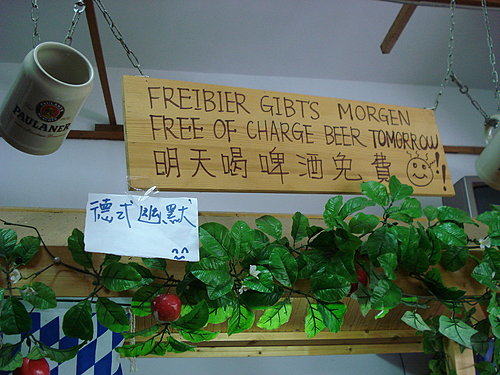 PAULANER
FREIBIER GIBTS MORGEN
FREE OF CHARGE BEER TOMORROW
明天喝啤酒免費!!
德式幽默